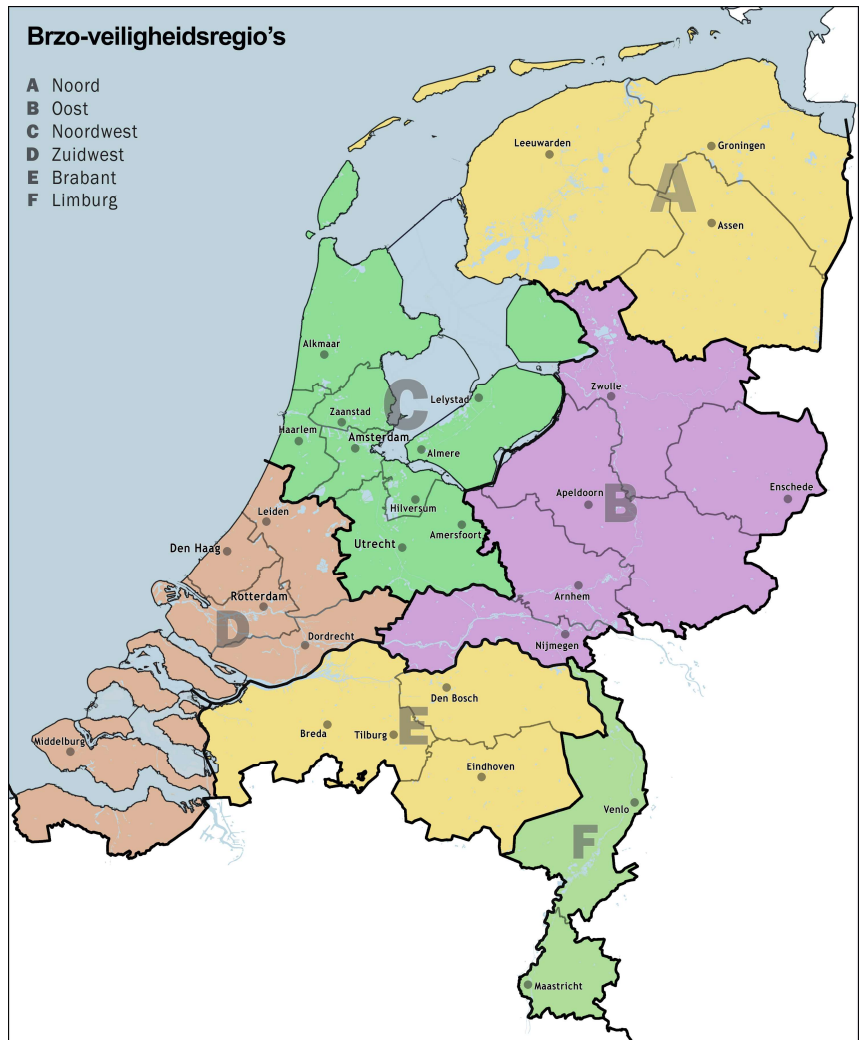 Brzo-veiligheidsregio's
A Noord
B Oost
C Noordwest
D Zuidwest
E Brabant
F Limburg
Leeuwarden
Groningen
A
Assen
Alkmaar
Zwolle
C
Lelystad
Zaanstad
Haarlem
Amsterdam
Almere
Enschede
Apeldoorn
B
Hilversum
Leiden
Amersfoort
Utrecht
Den Haag
Arnhem
Rotterdam
D
Dordrecht
Nijmegen
Den Bosch
E
Breda
Tilburg
Middelburg
Eindhoven
Venlo
F
Maastricht